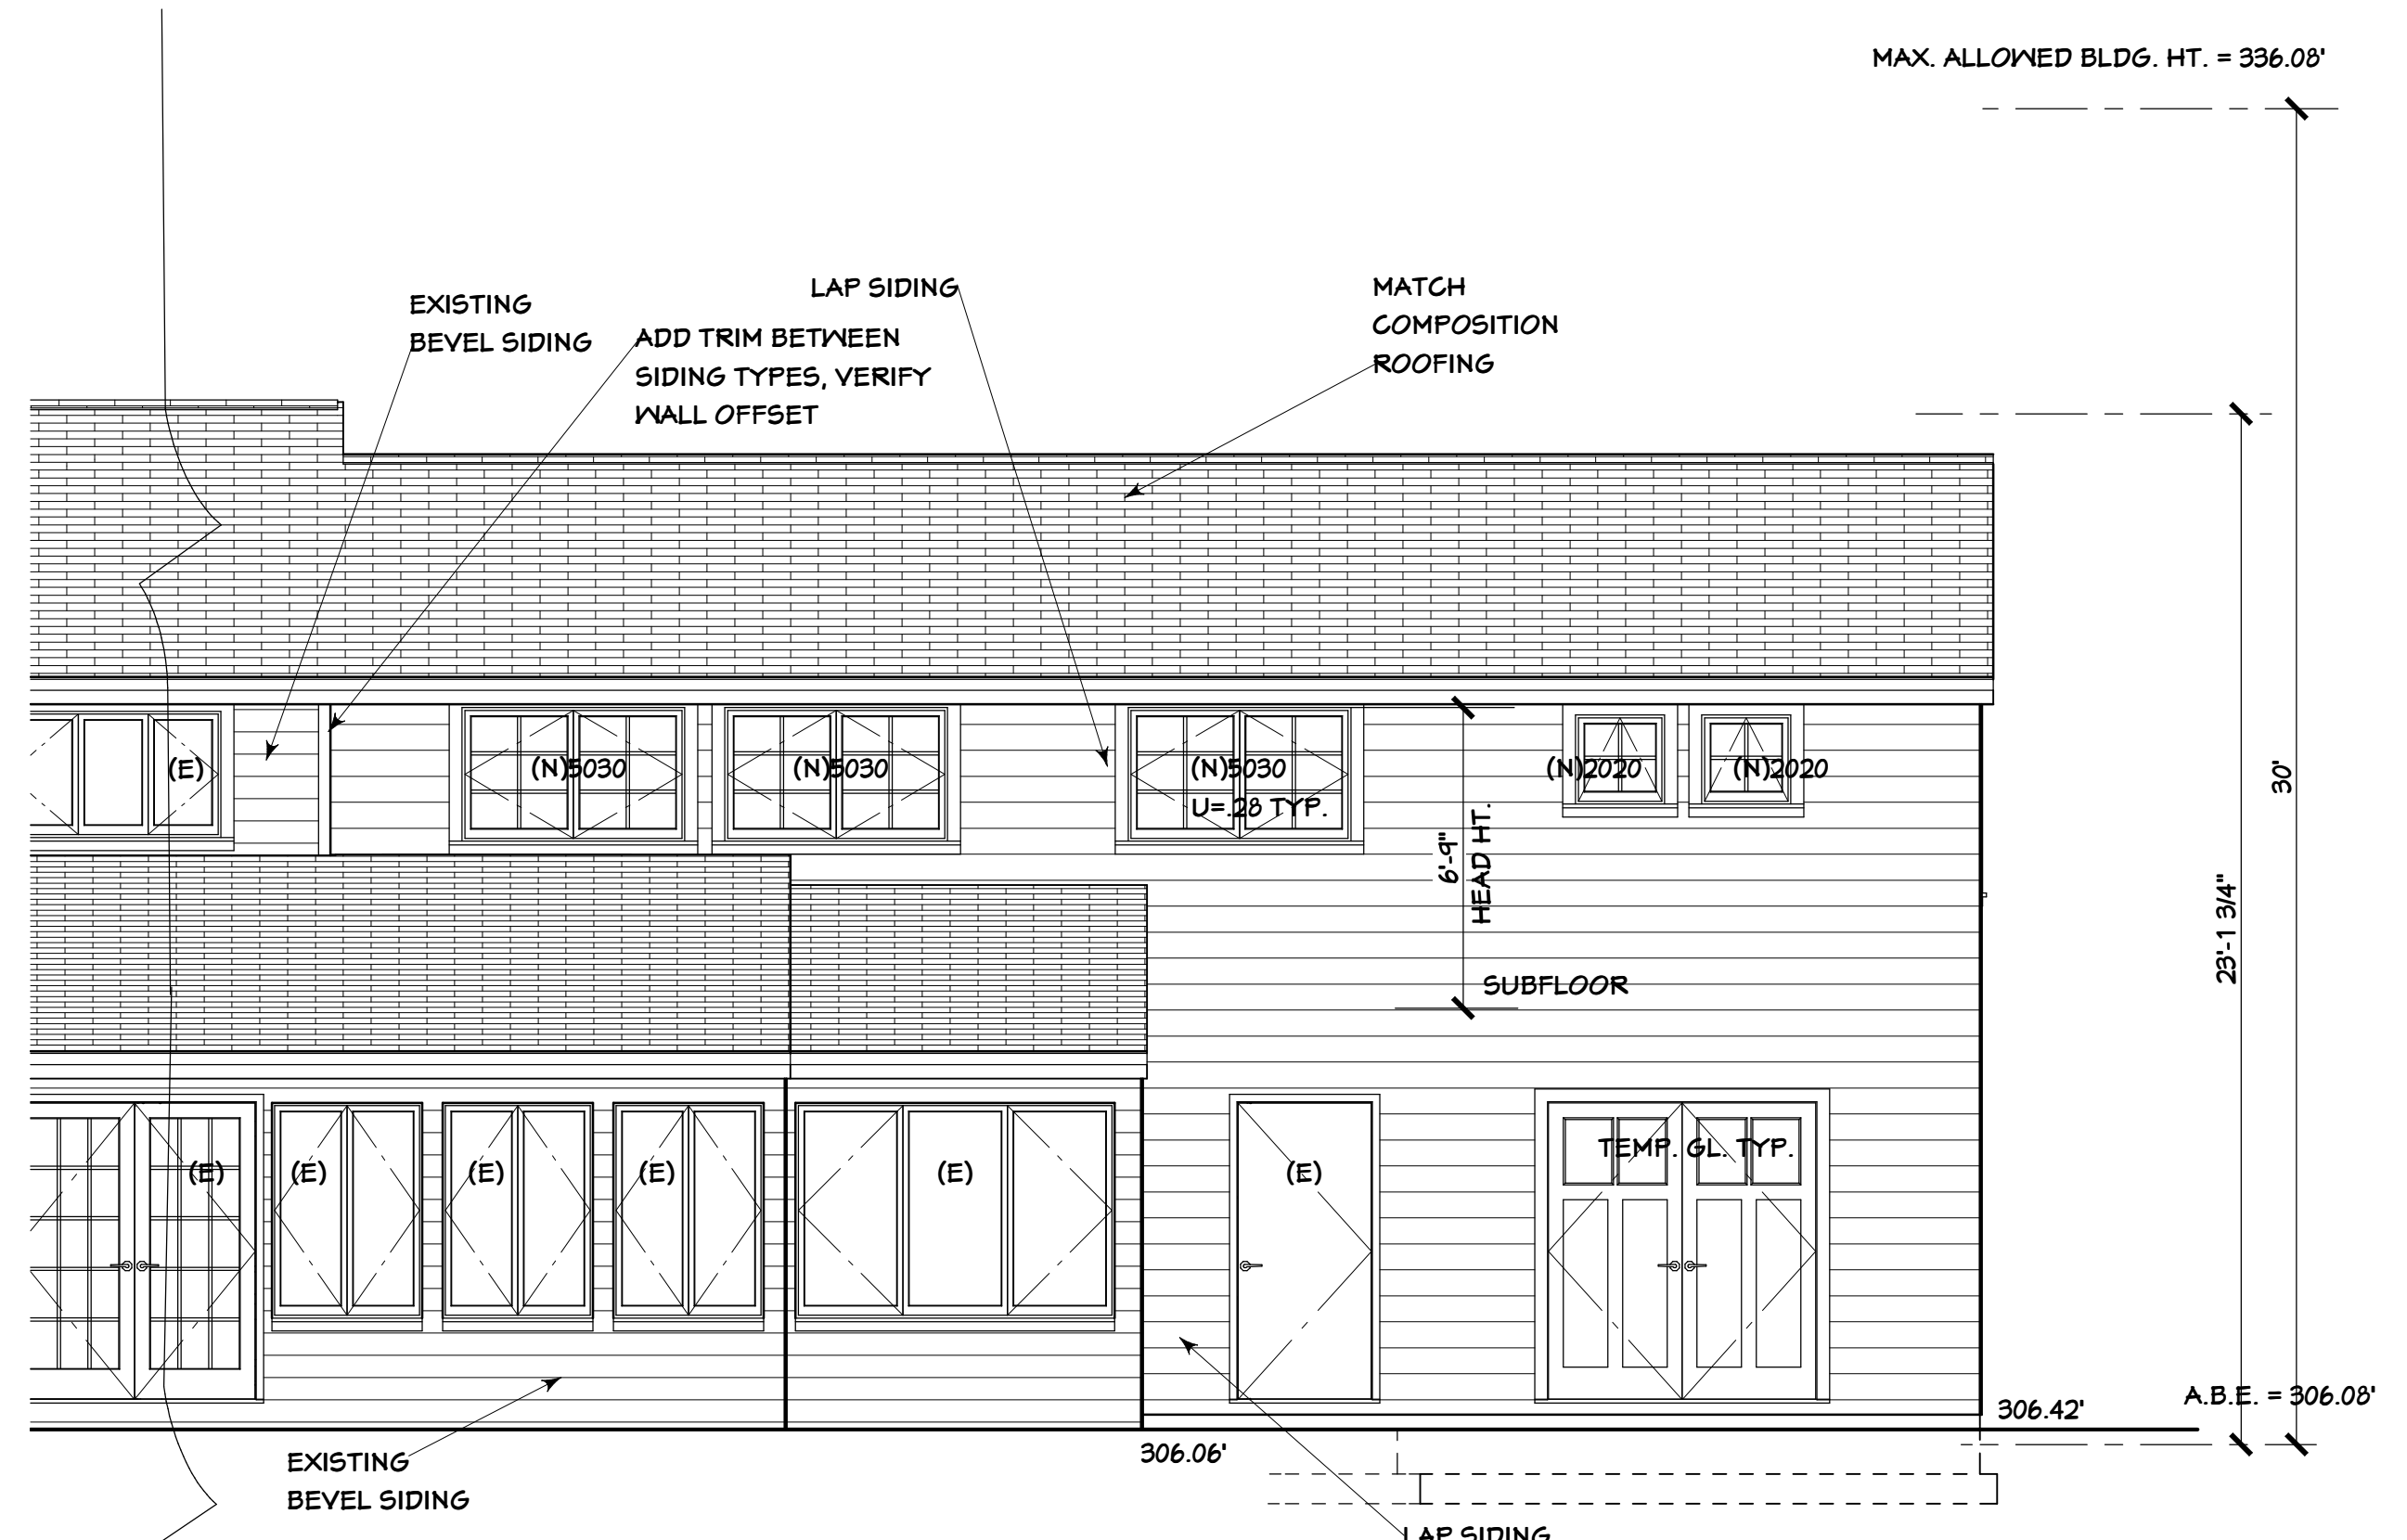 MAX. ALLOWED BLDG. HT. = 336.08'
EXISTING
BEVEL SIDING
ADD TRIM BETWEEN
SIDING TYPES, VERIFY
WALL OFFSET
LAP SIDING
MATCH
COMPOSITION
ROOFING
(E)
(N)5030
(N)5030
(N)5030
U=.28 TYP.
(N)2020
(N)2020
6'-9"
HEAD HT.
SUBFLOOR
30'
23'-1 3/4"
(E)
(E)
(E)
(E)
(E)
(E)
TEMP. GL. TYP.
306.42'
A.B.E. = 306.08'
306.06'
EXISTING
BEVEL SIDING
LAP SIDING